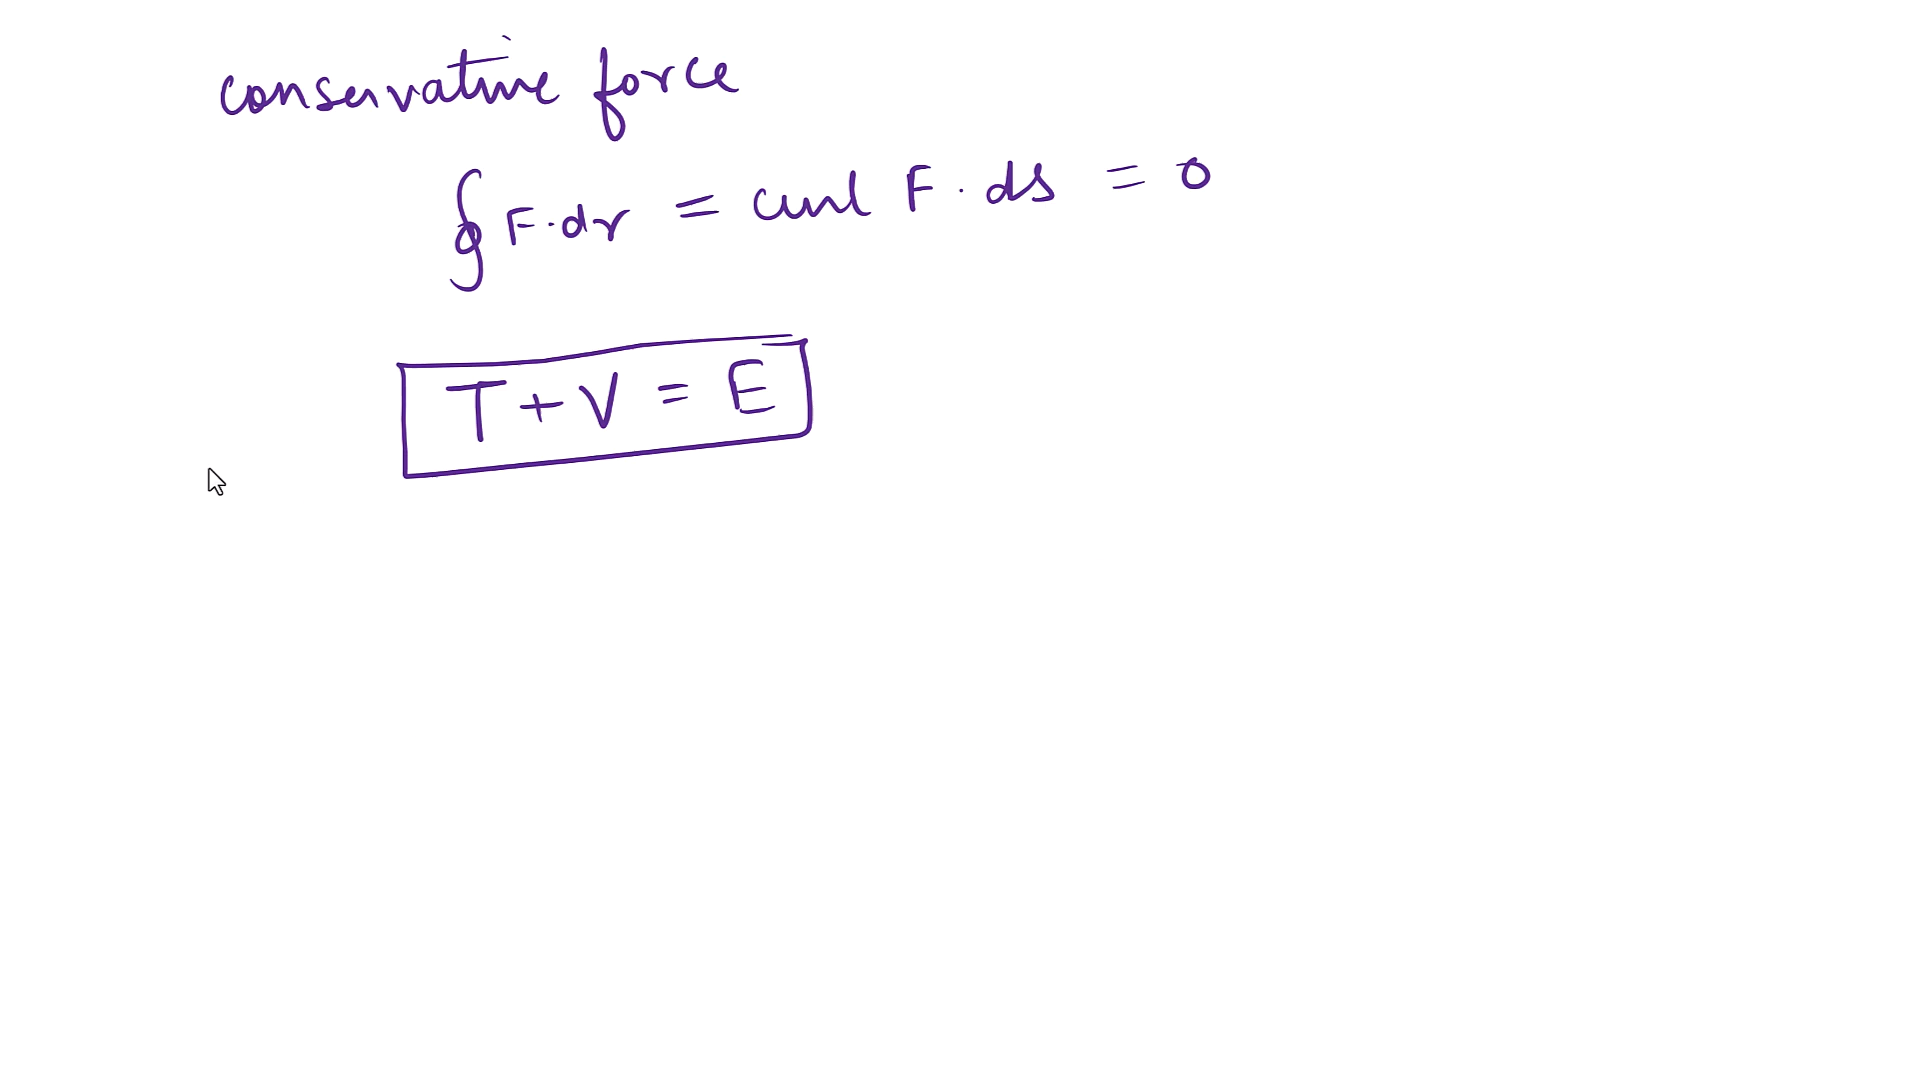 conservative force
∮ F·dr = curl F · ds = 0
T + V = E